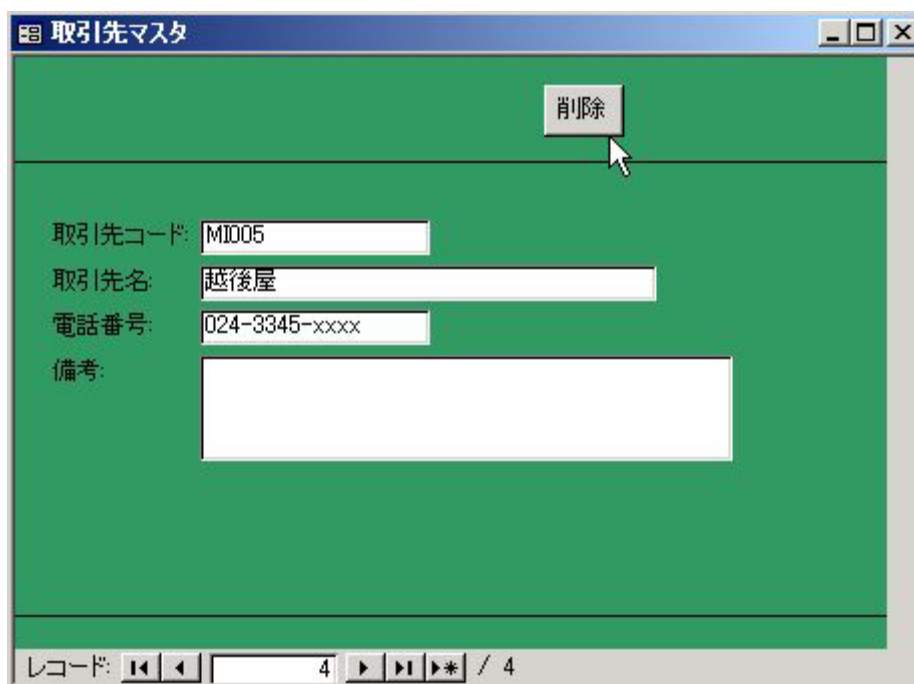 取引先マスタ
削除
取引先コード: MI005
取引先名: 越後屋
電話番号: 024-3345-xxxx
備考:
レコード: 4 / 4